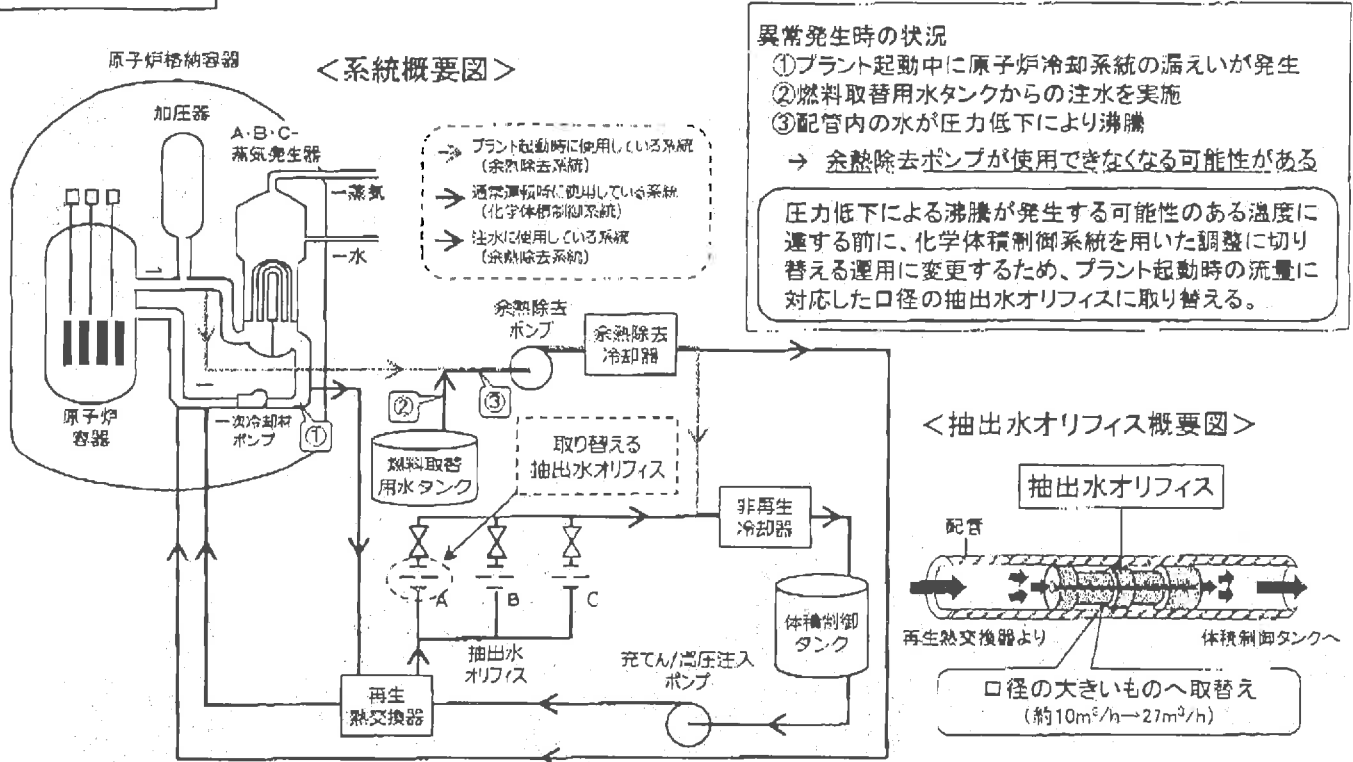 ＜系統概要図＞
原子炉格納容器
加圧器
A・B・C-
蒸気発生器
蒸気
水
原子炉
容器
一次冷却材
ポンプ
①
プラント起動時に使用している系統
(余熱除去系統)
通常運転時に使用している系統
(化学体積制御系統)
注水に使用している系統
(余熱除去系統)
異常発生時の状況
①プラント起動中に原子炉冷却系統の漏えいが発生
②燃料取替用水タンクからの注水を実施
③配管内の水が圧力低下により沸騰
→ 余熱除去ポンプが使用できなくなる可能性がある
圧力低下による沸騰が発生する可能性のある温度に
達する前に、化学体積制御系統を用いた調整に切り
替える運用に変更するため、プラント起動時の流量に
対応した口径の抽出水オリフィスに取り替える。
余熱除去
ポンプ
余熱除去
冷却器
②
③
燃料取替
用水タンク
取り替える
抽出水オリフィス
非再生
冷却器
A
B
C
抽出水
オリフィス
体積制御
タンク
充てん/高圧注入
ポンプ
再生
熱交換器
＜抽出水オリフィス概要図＞
抽出水オリフィス
配管
再生熱交換器より
体積制御タンクへ
口径の大きいものへ取替え
(約10m³/h→27m³/h)